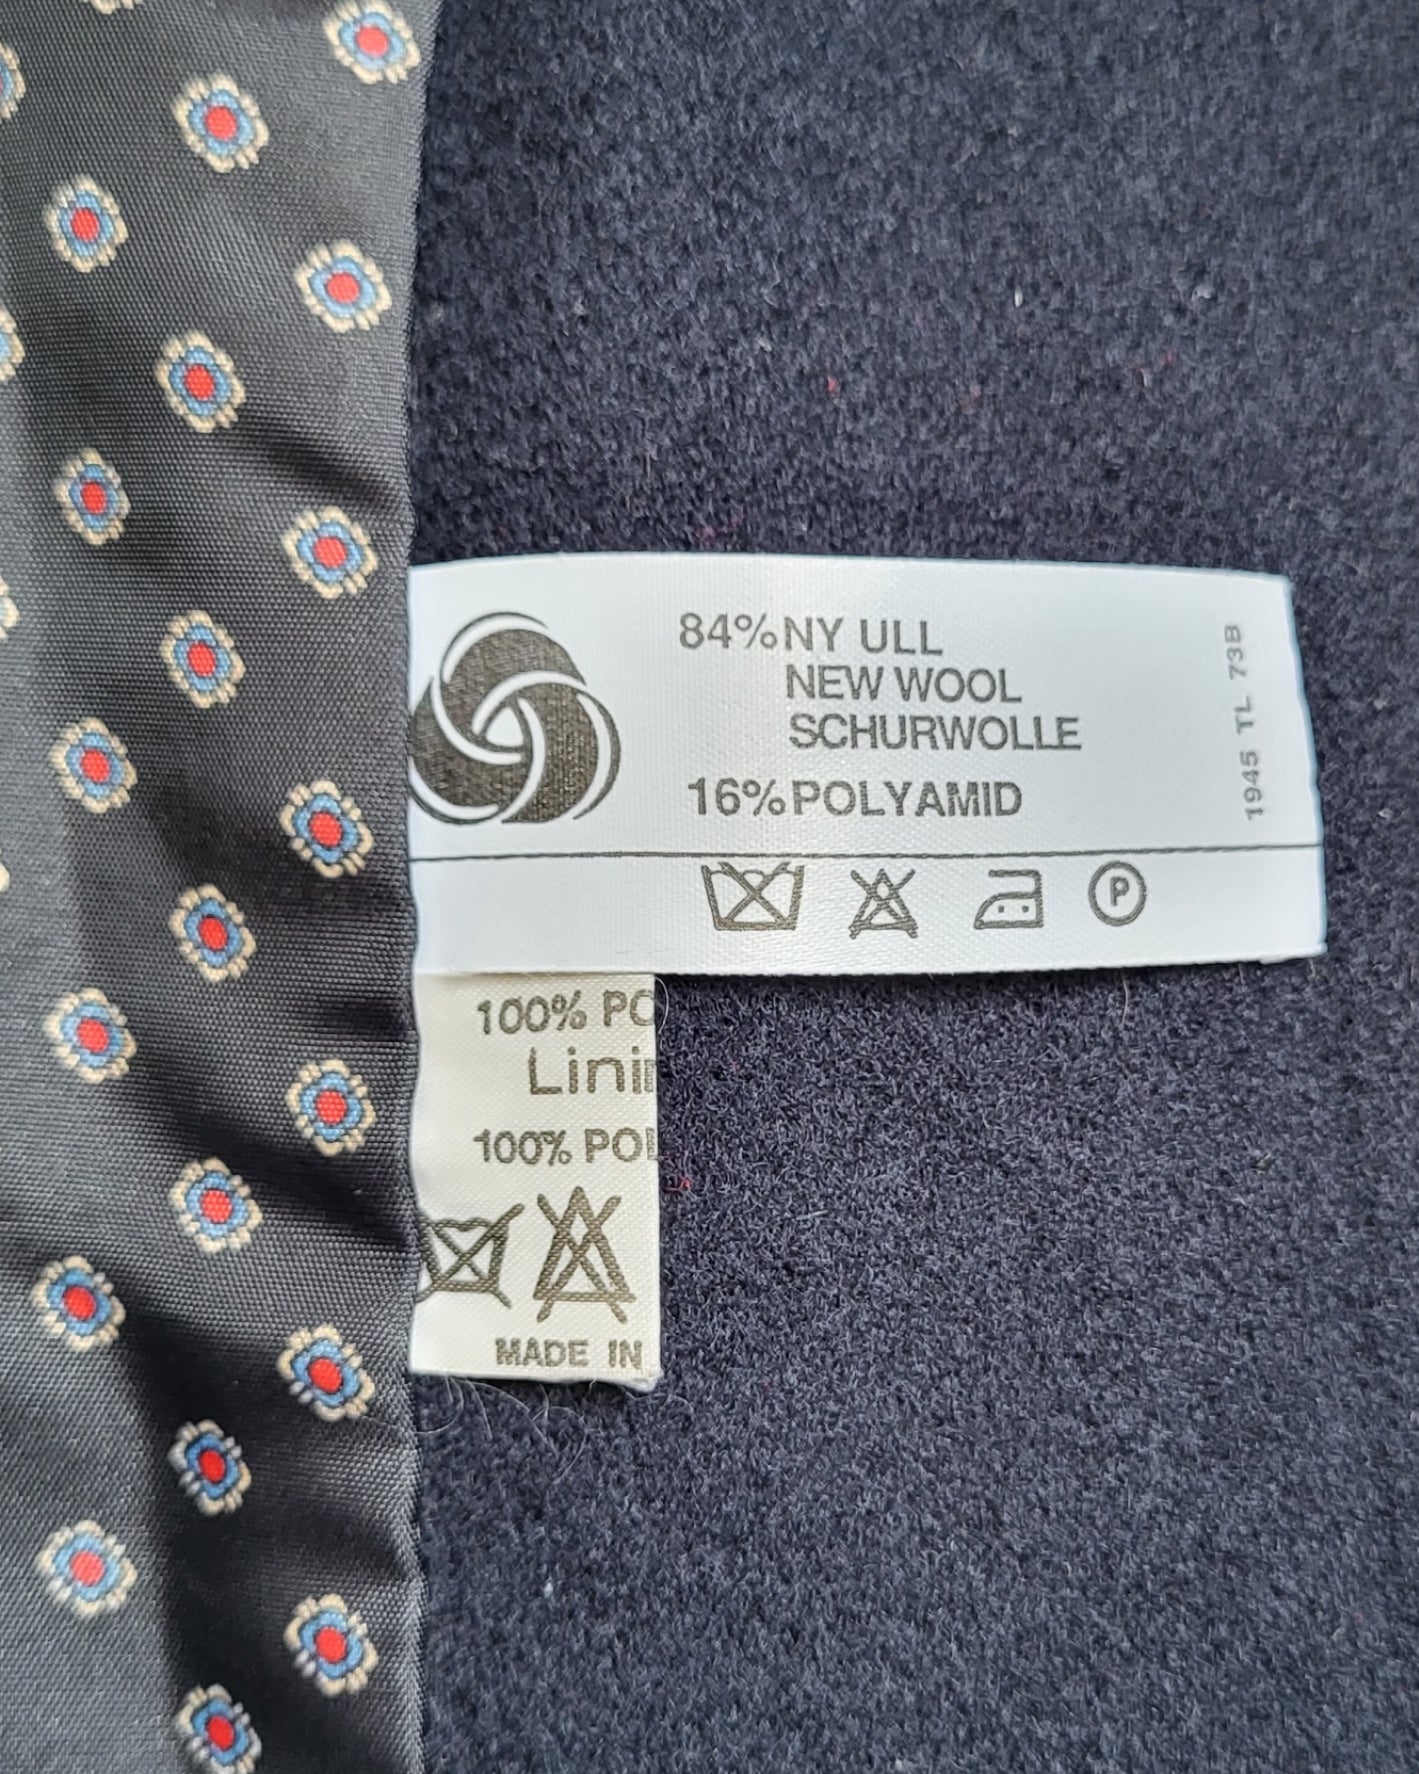 84% NY ULL
NEW WOOL
SCHURWOLLE
16% POLYAMID
1945 TL 73B
P
100% PO
Linin
100% POL
MADE IN